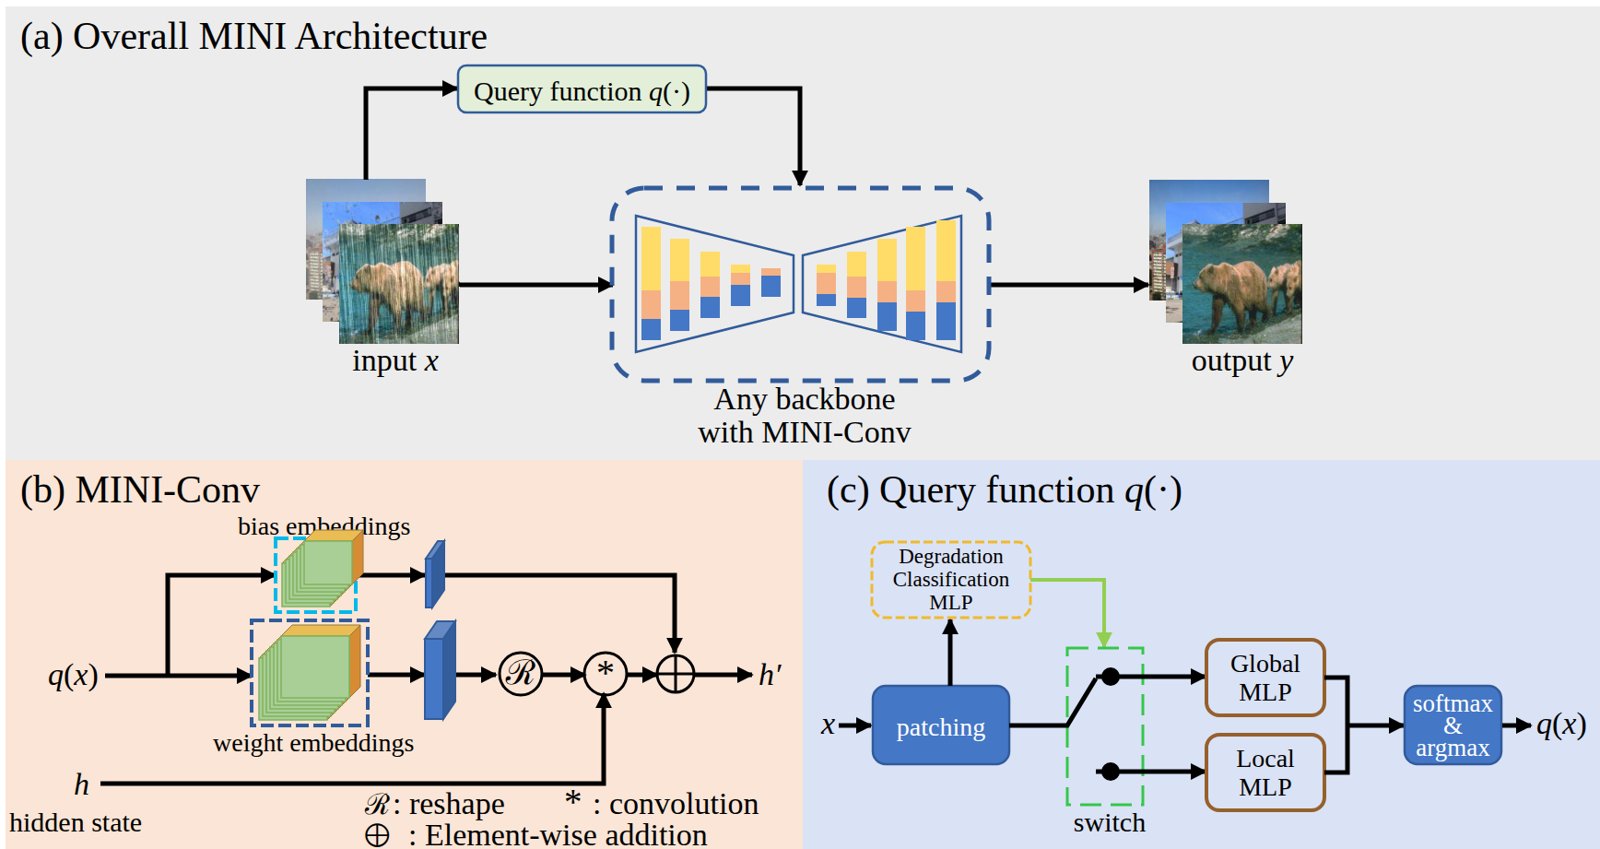 (a) Overall MINI Architecture
Query function q(·)
input x
output y
Any backbone
with MINI-Conv
(b) MINI-Conv
bias embeddings
q(x)
ℛ
*
h′
weight embeddings
h
hidden state
ℛ: reshape
* : convolution
⊕ : Element-wise addition
(c) Query function q(·)
Degradation
Classification
MLP
x
patching
switch
Global
MLP
Local
MLP
softmax
&
argmax
q(x)